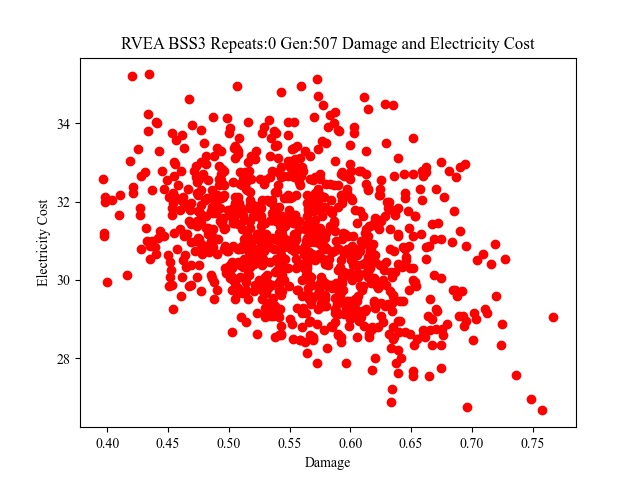 RVEA BSS3 Repeats:0 Gen:507 Damage and Electricity Cost
34
32
30
28
Electricity Cost
0.40 0.45 0.50 0.55 0.60 0.65 0.70 0.75
Damage